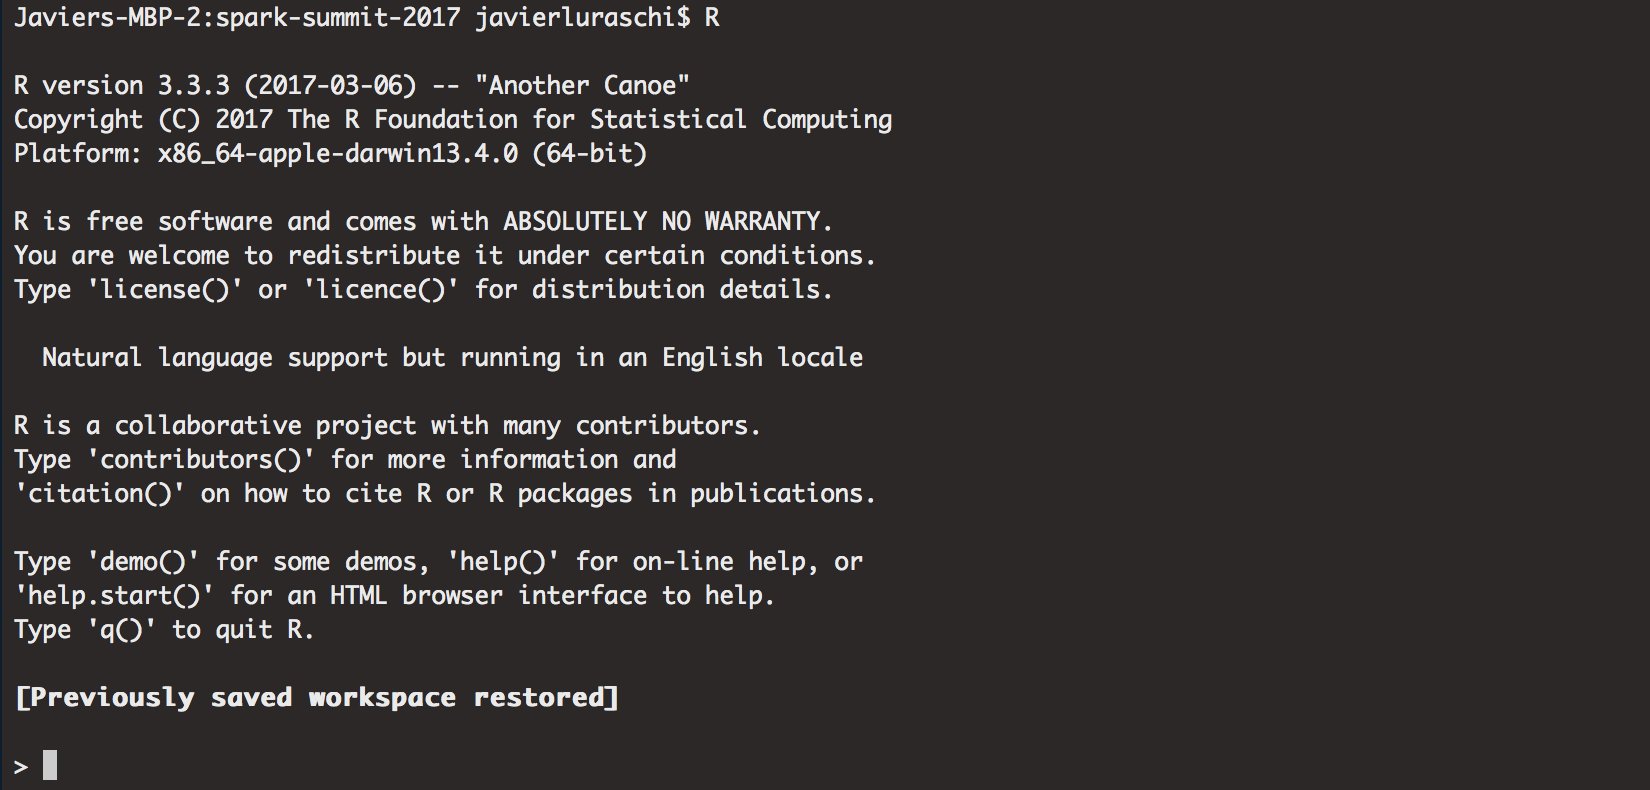 Javiers-MBP-2:spark-summit-2017 javierluraschi$ R
R version 3.3.3 (2017-03-06) -- "Another Canoe"
Copyright (C) 2017 The R Foundation for Statistical Computing
Platform: x86_64-apple-darwin13.4.0 (64-bit)
R is free software and comes with ABSOLUTELY NO WARRANTY.
You are welcome to redistribute it under certain conditions.
Type 'license()' or 'licence()' for distribution details.
Natural language support but running in an English locale
R is a collaborative project with many contributors.
Type 'contributors()' for more information and
'citation()' on how to cite R or R packages in publications.
Type 'demo()' for some demos, 'help()' for on-line help, or
'help.start()' for an HTML browser interface to help.
Type 'q()' to quit R.
[Previously saved workspace restored]
>